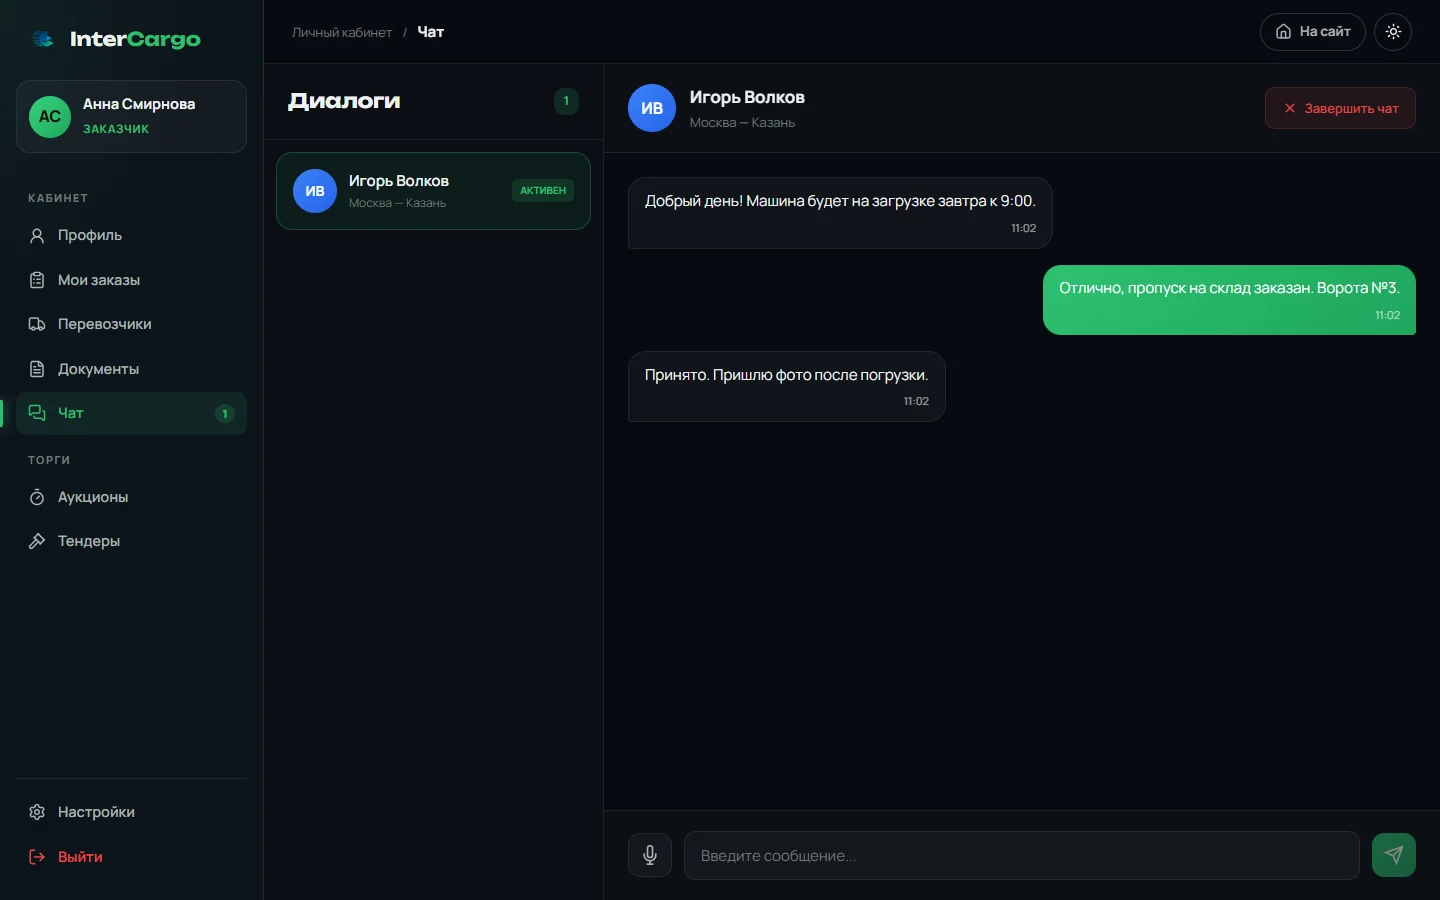 InterCargo
АС
Анна Смирнова
ЗАКАЗЧИК
КАБИНЕТ
Профиль
Мои заказы
Перевозчики
Документы
Чат
1
ТОРГИ
Аукционы
Тендеры
Настройки
Выйти
Личный кабинет / Чат
На сайт
Диалоги
1
ИВ
Игорь Волков
Москва — Казань
АКТИВЕН
ИВ
Игорь Волков
Москва — Казань
Завершить чат
Добрый день! Машина будет на загрузке завтра к 9:00.
11:02
Отлично, пропуск на склад заказан. Ворота №3.
11:02
Принято. Пришлю фото после погрузки.
11:02
Введите сообщение...